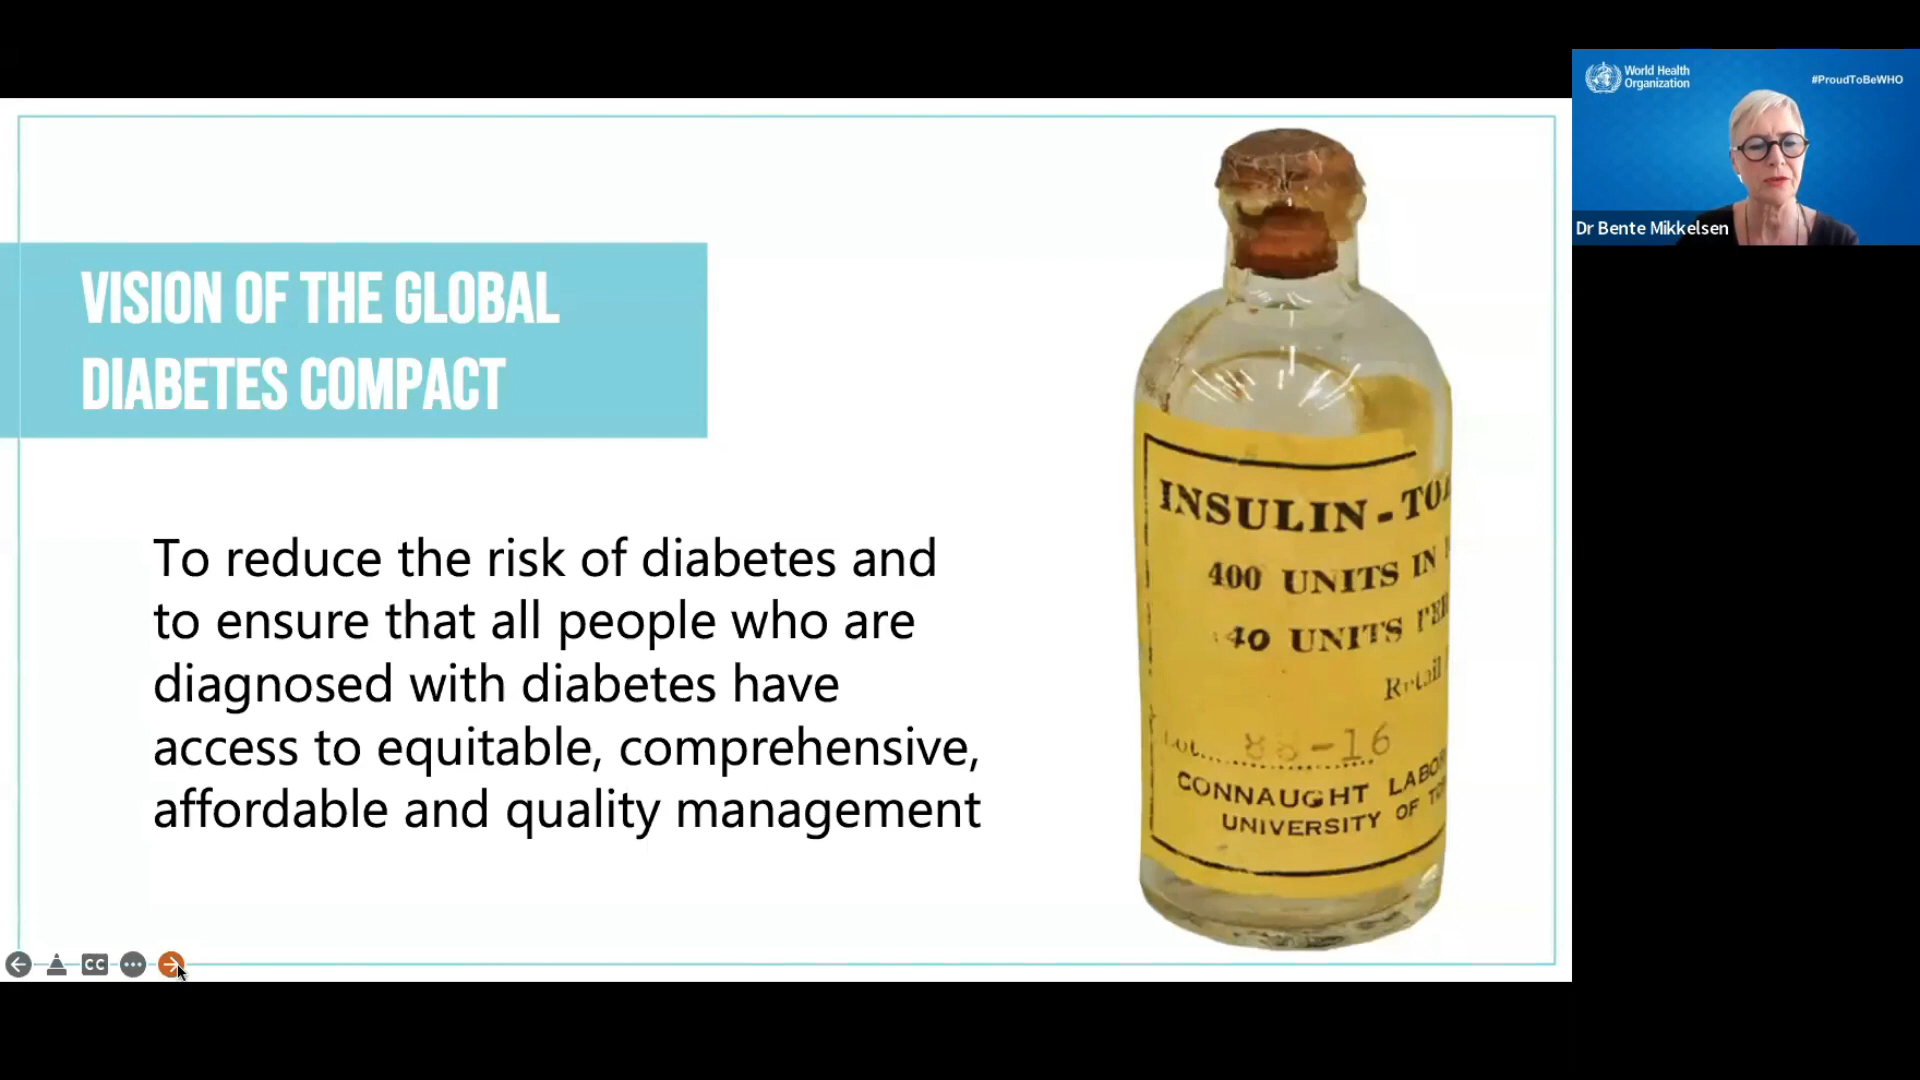 World Health
Organization
#ProudToBeWHO
Dr Bente Mikkelsen
VISION OF THE GLOBAL
DIABETES COMPACT
To reduce the risk of diabetes and
to ensure that all people who are
diagnosed with diabetes have
access to equitable, comprehensive,
affordable and quality management
INSULIN-
400 UNITS IN
40 UNITS
Retail
-16
CONNAUGHT
UNIVERSITY OF
CC